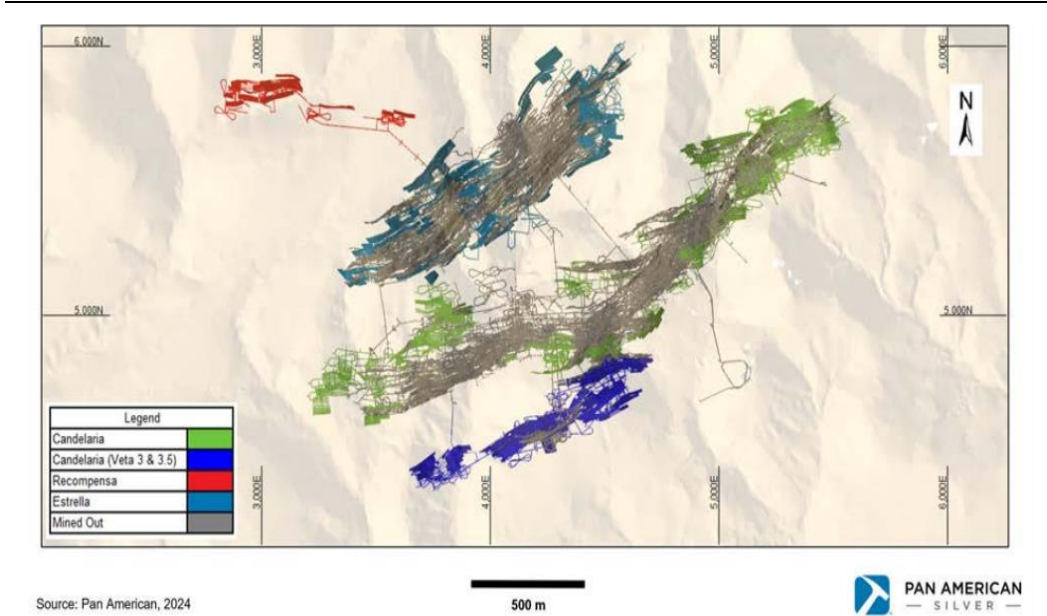 6.000N
3.000E
4.000E
5.000E
6.000E
N
5.000N
5.000N
3.000E
4.000E
5.000E
6.000E
Legend
Candelaria
Candelaria (Veta 3 & 3.5)
Recompensa
Estrella
Mined Out
Source: Pan American, 2024
500 m
PAN AMERICAN
— SILVER —